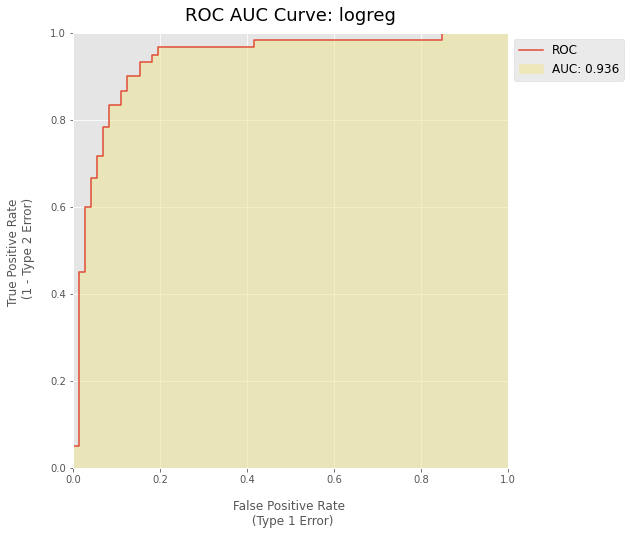 ROC AUC Curve: logreg
ROC
AUC: 0.936
True Positive Rate
(1 - Type 2 Error)
1.0
0.8
0.6
0.4
0.2
0.0
0.0 0.2 0.4 0.6 0.8 1.0
False Positive Rate
(Type 1 Error)